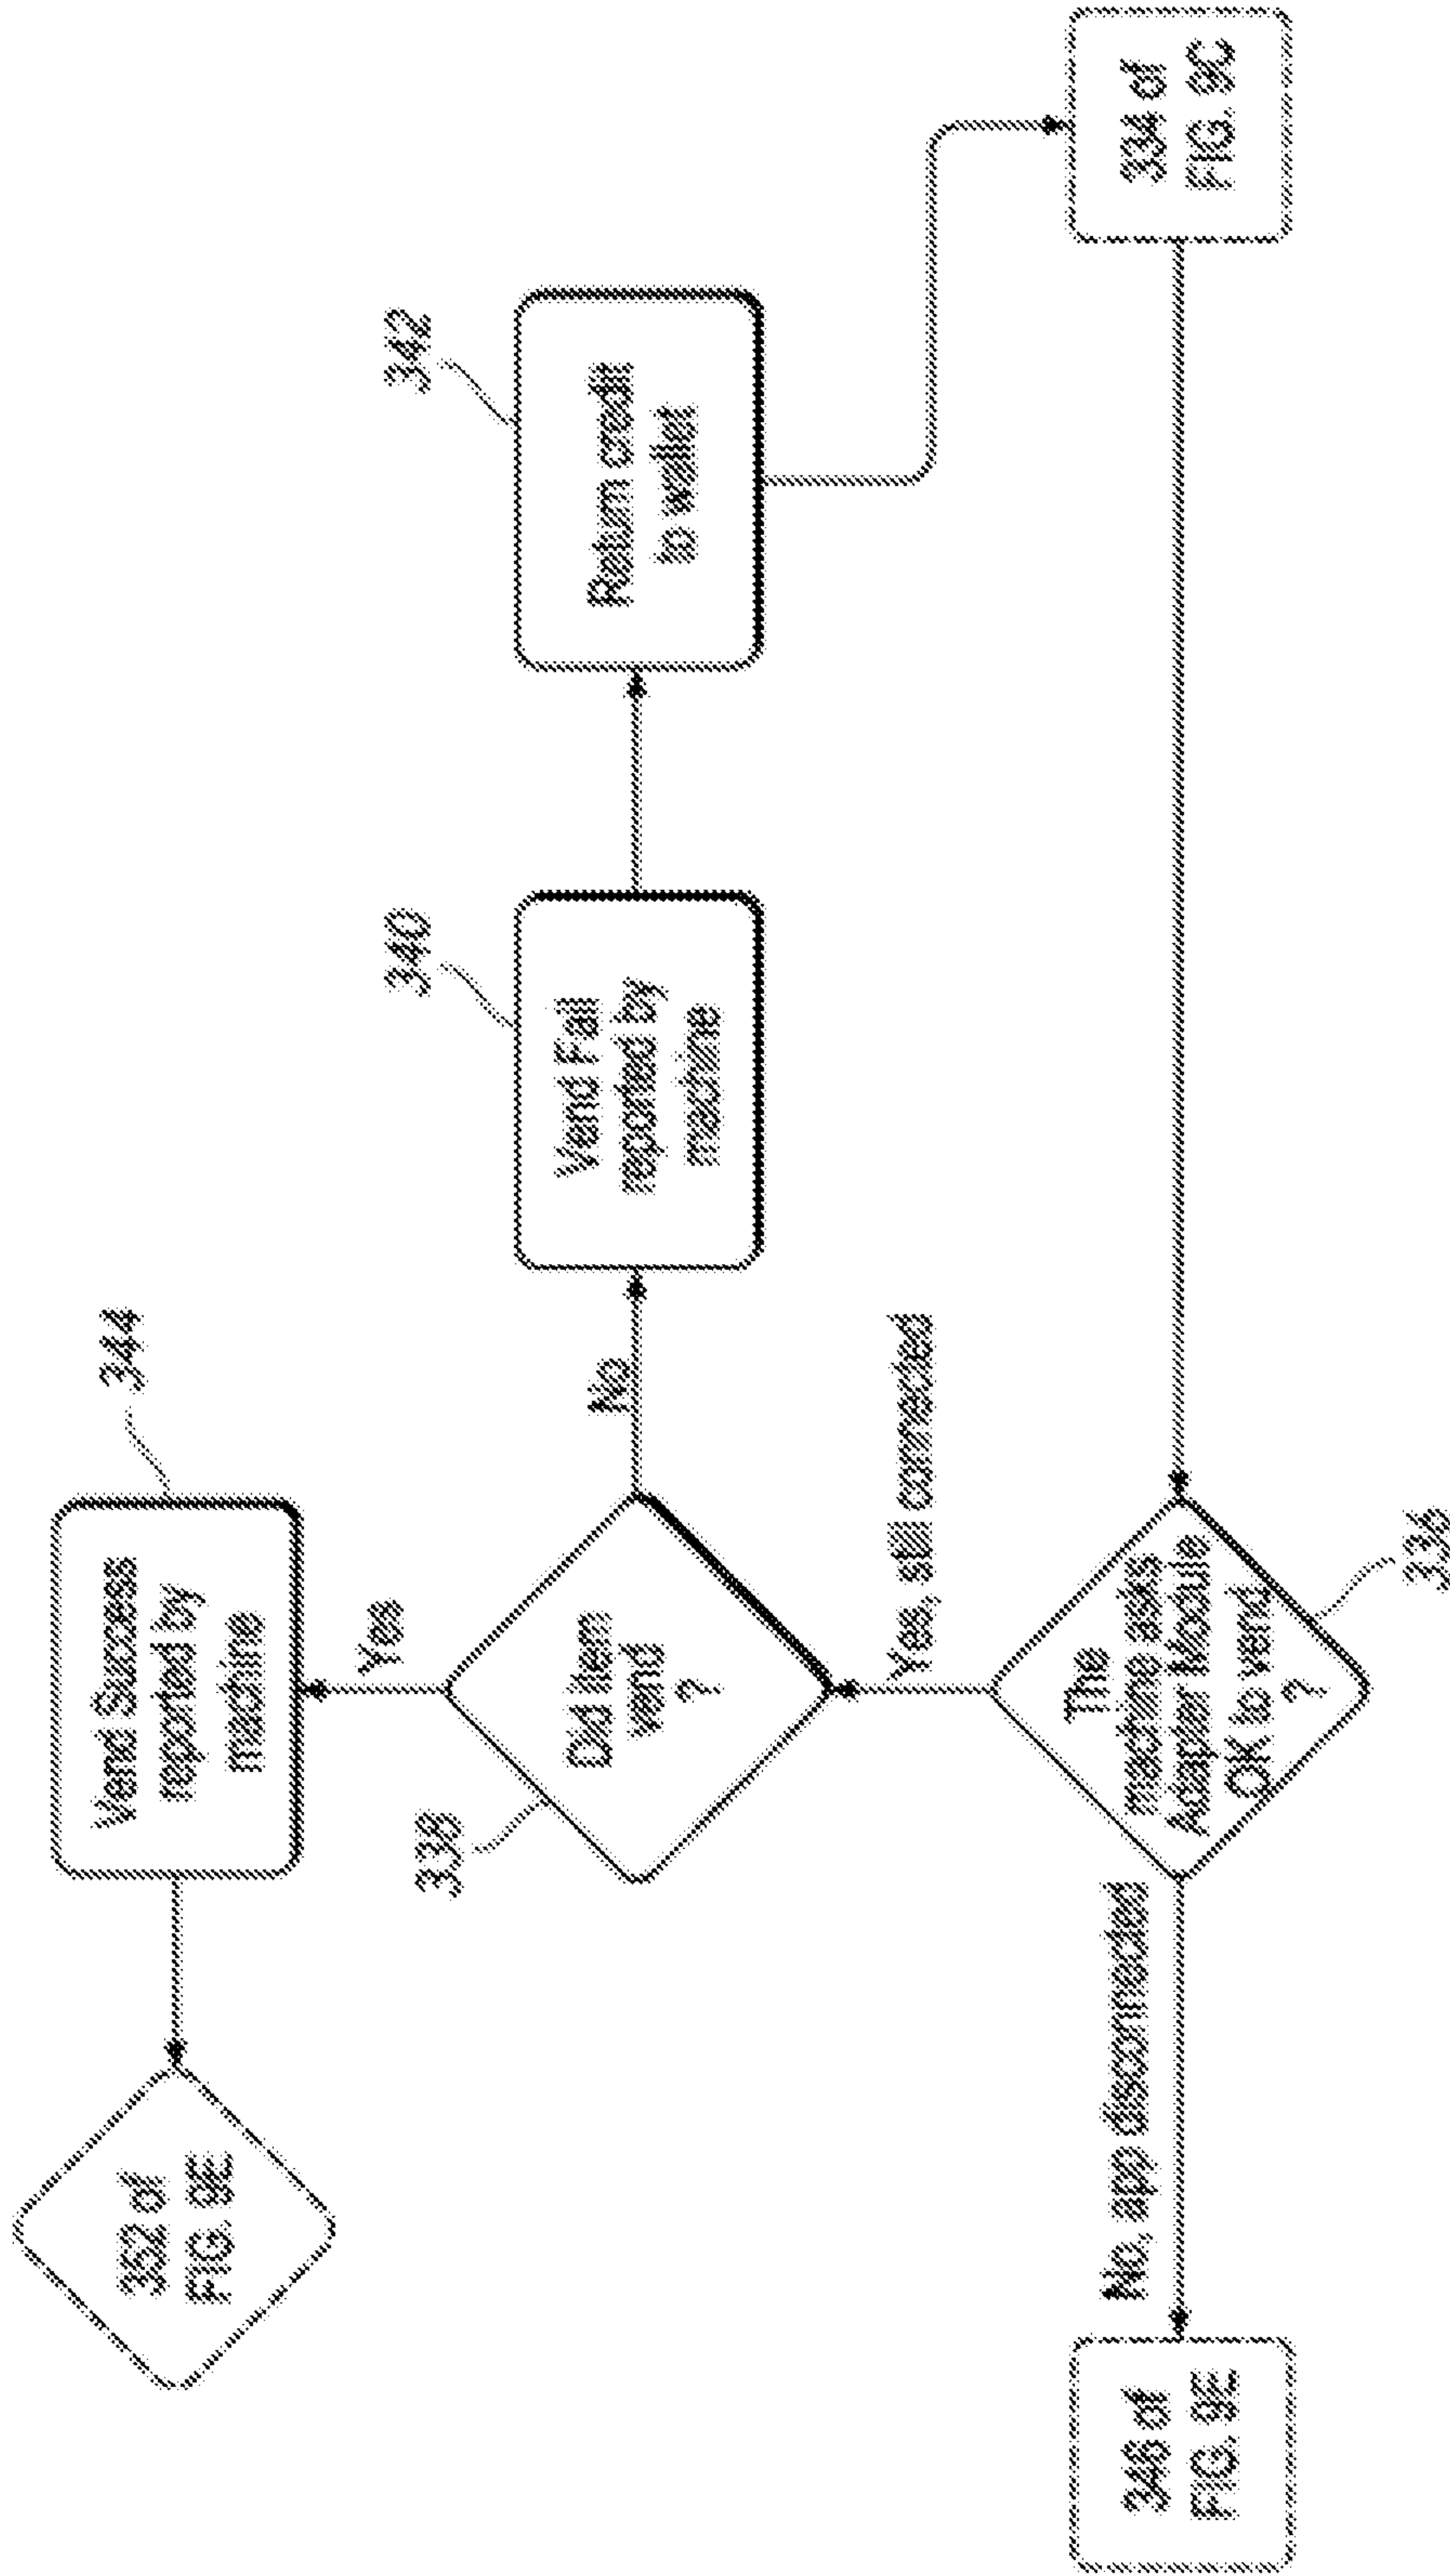 334 of
FIG. 9C
The
machine asks
Adapter Module
OK to vend
?
336
No, app disconnected
346 of
FIG. 9E
Yes, still connected
Did item
vend
?
338
No
Vend Fail
reported by
machine
340
Return credit
to wallet
342
Yes
Vend Success
reported by
machine
344
352 of
FIG. 9E